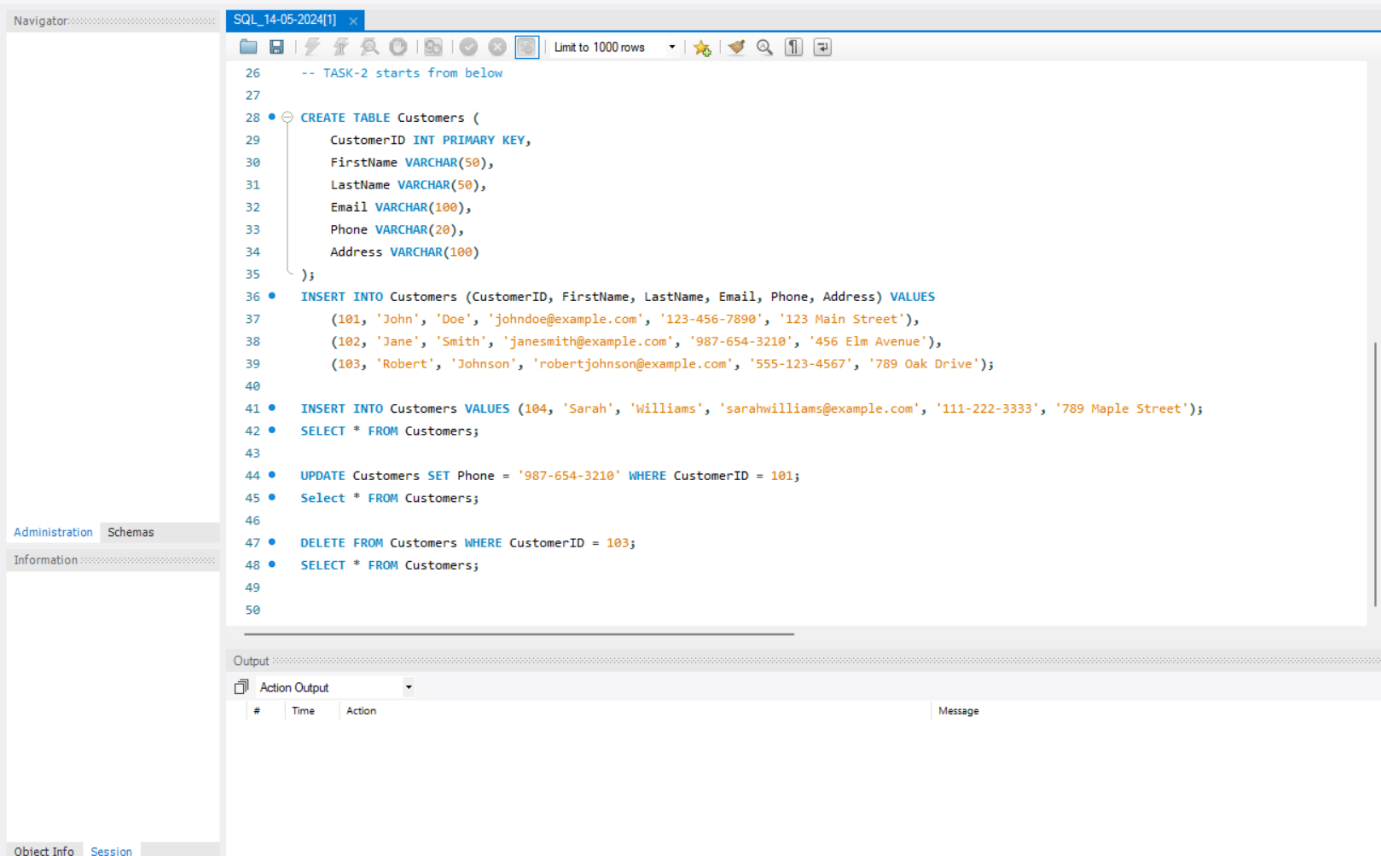 Navigator
SQL_14-05-2024[1] ×
Limit to 1000 rows
26 -- TASK-2 starts from below
27
28 CREATE TABLE Customers (
29 CustomerID INT PRIMARY KEY,
30 FirstName VARCHAR(50),
31 LastName VARCHAR(50),
32 Email VARCHAR(100),
33 Phone VARCHAR(20),
34 Address VARCHAR(100)
35 );
36 INSERT INTO Customers (CustomerID, FirstName, LastName, Email, Phone, Address) VALUES
37 (101, 'John', 'Doe', 'johndoe@example.com', '123-456-7890', '123 Main Street'),
38 (102, 'Jane', 'Smith', 'janesmith@example.com', '987-654-3210', '456 Elm Avenue'),
39 (103, 'Robert', 'Johnson', 'robertjohnson@example.com', '555-123-4567', '789 Oak Drive');
40
41 INSERT INTO Customers VALUES (104, 'Sarah', 'Williams', 'sarahwilliams@example.com', '111-222-3333', '789 Maple Street');
42 SELECT * FROM Customers;
43
44 UPDATE Customers SET Phone = '987-654-3210' WHERE CustomerID = 101;
45 Select * FROM Customers;
46
47 DELETE FROM Customers WHERE CustomerID = 103;
48 SELECT * FROM Customers;
49
50
Administration Schemas
Information
Output
Action Output
# Time Action Message
Object Info Session